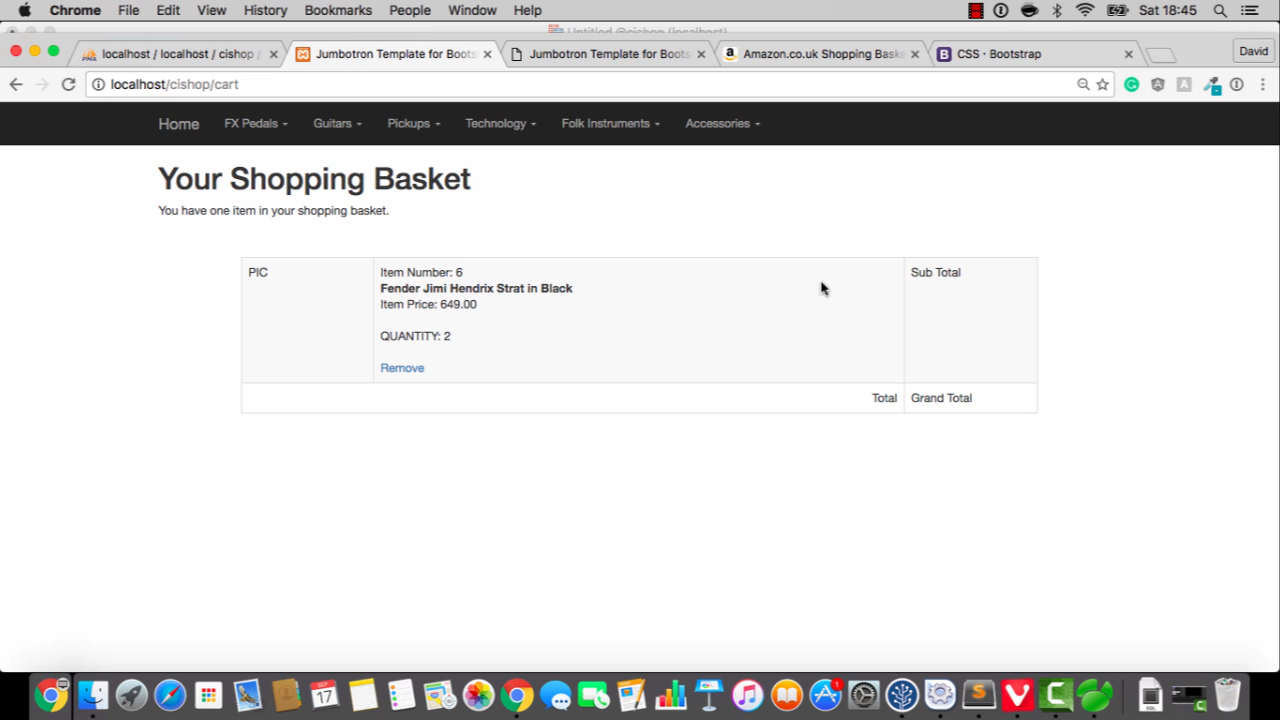 Chrome File Edit View History Bookmarks People Window Help Sat 18:45
localhost / localhost / cishop / Jumbotron Template for Boots Jumbotron Template for Boots Amazon.co.uk Shopping Baske CSS · Bootstrap David
localhost/cishop/cart
Home FX Pedals Guitars Pickups Technology Folk Instruments Accessories
Your Shopping Basket
You have one item in your shopping basket.
PIC Item Number: 6 Sub Total
Fender Jimi Hendrix Strat in Black
Item Price: 649.00
QUANTITY: 2
Remove
Total Grand Total
SEP
17